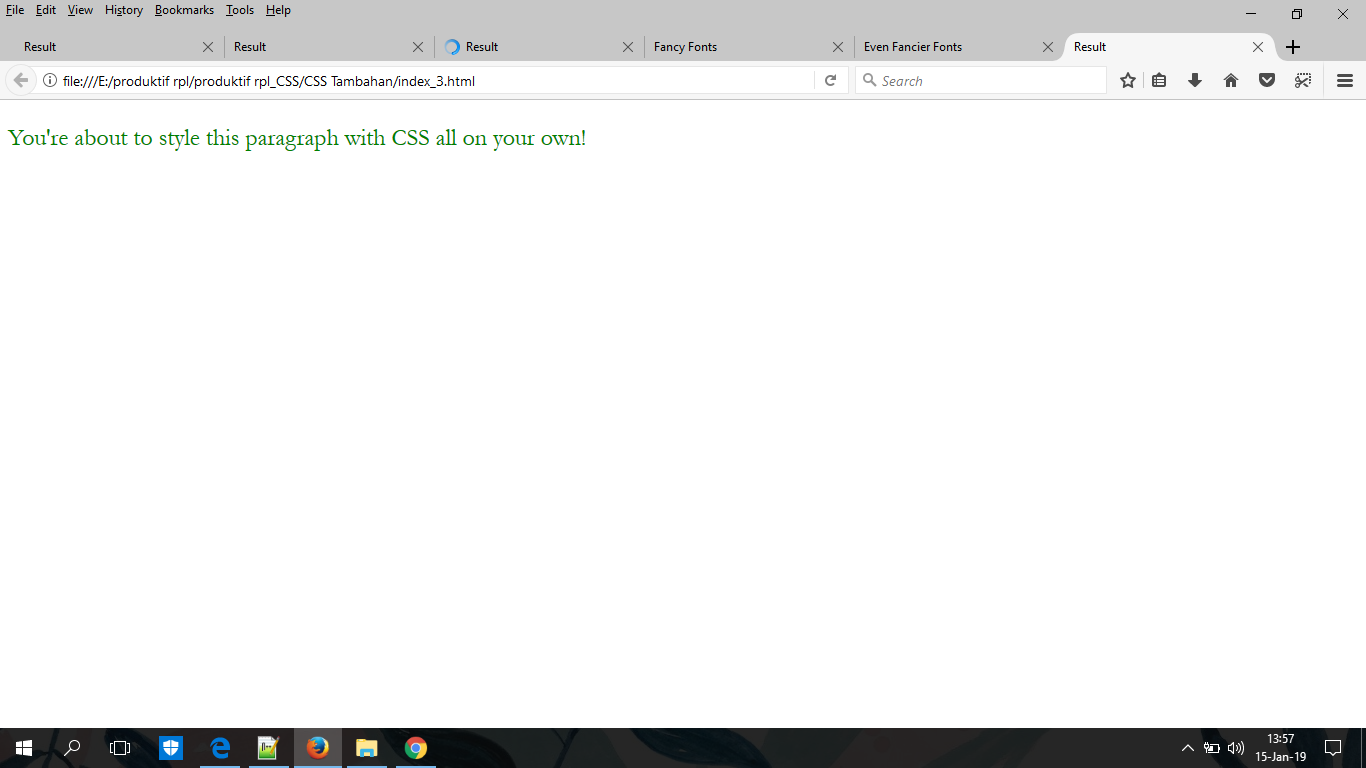 File Edit View History Bookmarks Tools Help
Result Result Result Fancy Fonts Even Fancier Fonts Result
file:///E:/produktif rpl/produktif rpl_CSS/CSS Tambahan/index_3.html Search
You're about to style this paragraph with CSS all on your own!
13:57
15-Jan-19